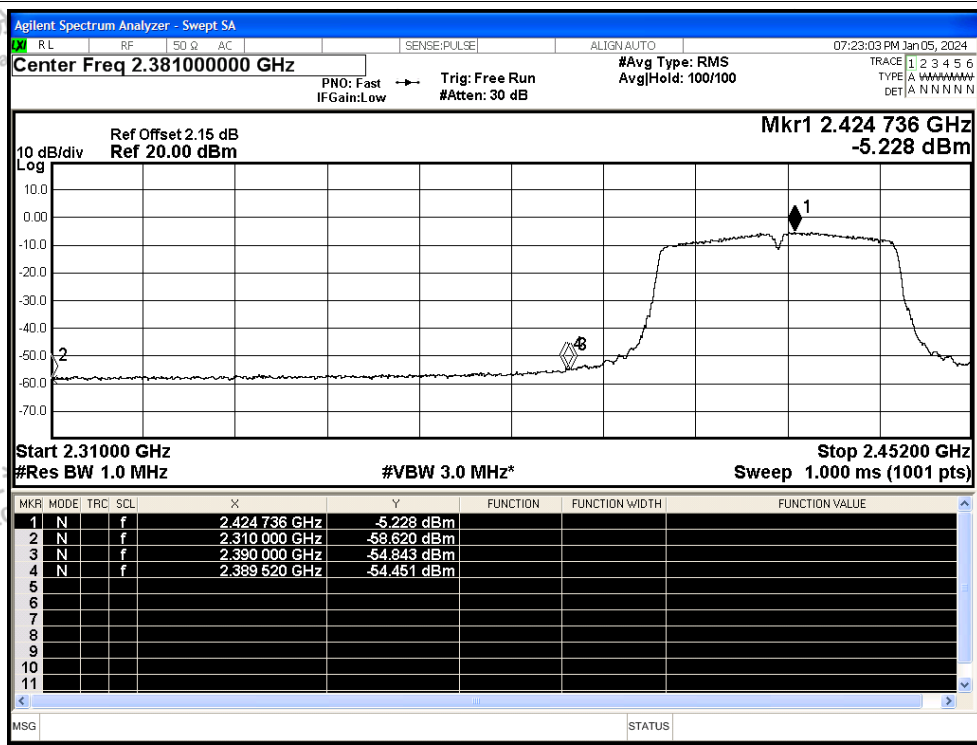 Agilent Spectrum Analyzer - Swept SA
LXI RL RF 50 Ω AC SENSE:PULSE ALIGN AUTO 07:23:03 PM Jan 05, 2024
Center Freq 2.381000000 GHz
PNO: Fast Trig: Free Run #Avg Type: RMS TRACE 1 2 3 4 5 6
IFGain:Low #Atten: 30 dB Avg|Hold: 100/100 TYPE A WWWWW
DET A N N N N N
Mkr1 2.424 736 GHz
-5.228 dBm
Ref Offset 2.15 dB
10 dB/div Ref 20.00 dBm
Log
10.0
0.00
-10.0
-20.0
-30.0
-40.0
-50.0
-60.0
-70.0
1
2
Start 2.31000 GHz Stop 2.45200 GHz
#Res BW 1.0 MHz #VBW 3.0 MHz* Sweep 1.000 ms (1001 pts)
MKR MODE TRC SCL X Y FUNCTION FUNCTION WIDTH FUNCTION VALUE
1 N f 2.424 736 GHz -5.228 dBm
2 N f 2.310 000 GHz -58.620 dBm
3 N f 2.390 000 GHz -54.843 dBm
4 N f 2.389 520 GHz -54.451 dBm
5
6
7
8
9
10
11
MSG STATUS